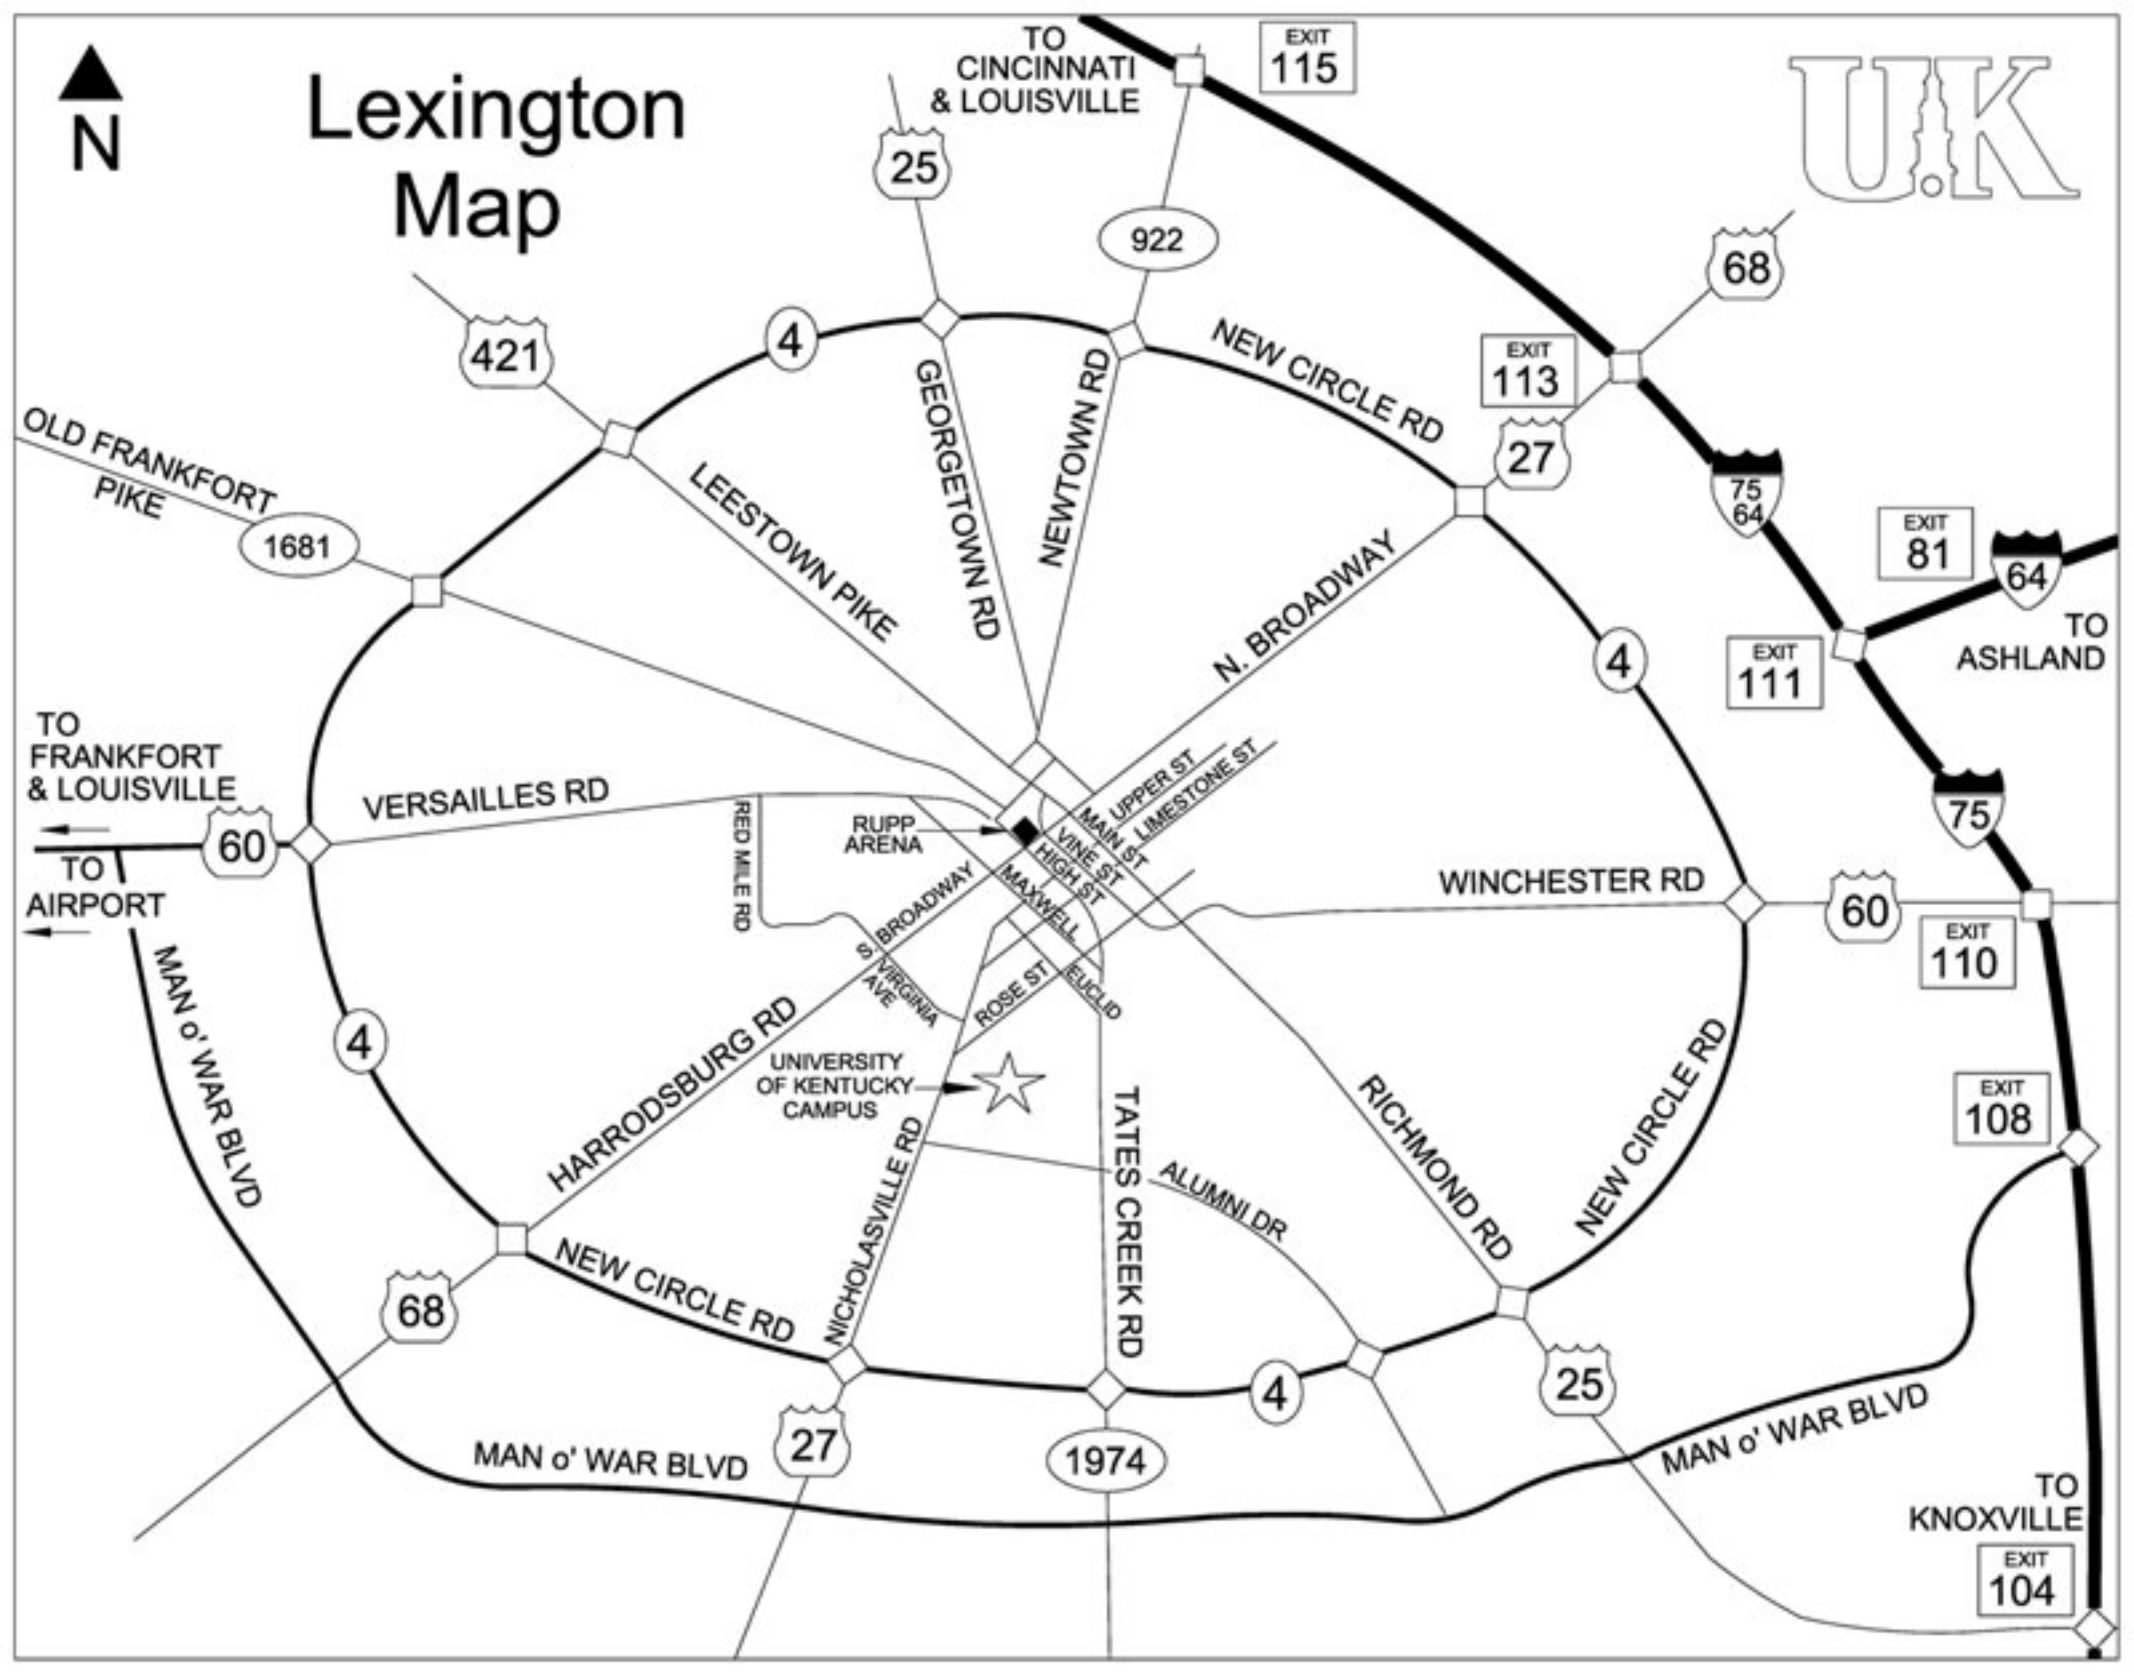 TO
CINCINNATI
& LOUISVILLE
EXIT
115
UK
N
Lexington
Map
25
922
68
421
4
NEW CIRCLE RD
EXIT
113
27
GEORGETOWN RD
NEWTOWN RD
OLD FRANKFORT
PIKE
1681
LEESTOWN PIKE
75
64
EXIT
81
64
TO
ASHLAND
N. BROADWAY
4
EXIT
111
TO
FRANKFORT
& LOUISVILLE
VERSAILLES RD
60
TO
AIRPORT
RED MILE RD
RUPP
ARENA
UPPER ST
LIMESTONE ST
MAIN ST
VINE ST
HIGH ST
MAXWELL
75
WINCHESTER RD
60
EXIT
110
S. BROADWAY
VIRGINIA
AVE
ROSE ST
EUCLID
MAN o' WAR BLVD
4
HARRODSBURG RD
UNIVERSITY
OF KENTUCKY
CAMPUS
NICHOLASVILLE RD
TATES CREEK RD
ALUMNI DR
RICHMOND RD
NEW CIRCLE RD
EXIT
108
68
NEW CIRCLE RD
27
1974
4
25
MAN o' WAR BLVD
MAN o' WAR BLVD
TO
KNOXVILLE
EXIT
104